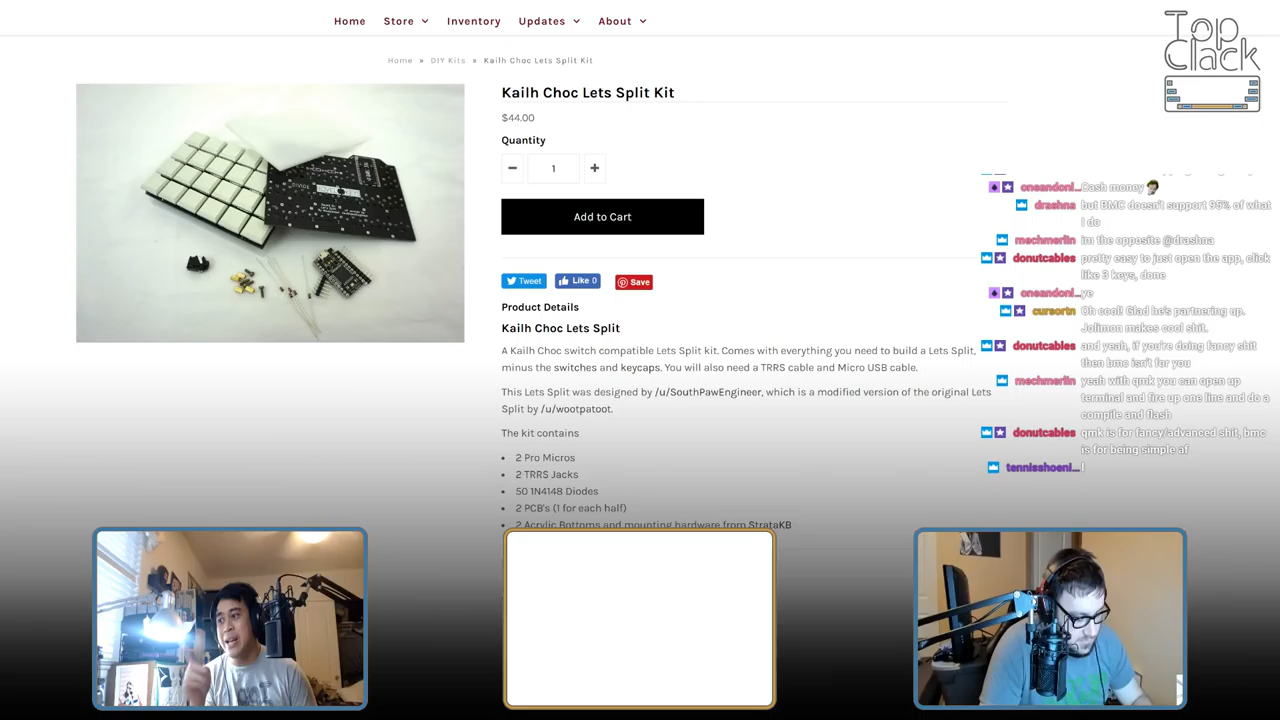 Home Store Inventory Updates About
Top
Clack
Home » DIY Kits » Kailh Choc Lets Split Kit
Kailh Choc Lets Split Kit
$44.00
Quantity
− 1 +
Add to Cart
Tweet Like 0 Save
Product Details
Kailh Choc Lets Split
A Kailh Choc switch compatible Lets Split kit. Comes with everything you need to build a Lets Split,
minus the switches and keycaps. You will also need a TRRS cable and Micro USB cable.
This Lets Split was designed by /u/SouthPawEngineer, which is a modified version of the original Lets
Split by /u/wootpatoot.
The kit contains
• 2 Pro Micros
• 2 TRRS Jacks
• 50 1N4148 Diodes
• 2 PCB's (1 for each half)
• 2 Acrylic Bottoms and mounting hardware from StrataKB
oneandoni... Cash money
drashna but BMC doesn't support 95% of what
I do
mechmerlin im the opposite @drashna
donutcables pretty easy to just open the app, click
like 3 keys, done
oneandoni... ye
cursortn Oh cool! Glad he's partnering up.
Jolimon makes cool shit.
donutcables and yeah, if you're doing fancy shit
then bmc isn't for you
mechmerlin yeah with qmk you can open up
terminal and fire up one line and do a
compile and flash
donutcables qmk is for fancy/advanced shit, bmc
is for being simple af
tennisshoeni... !